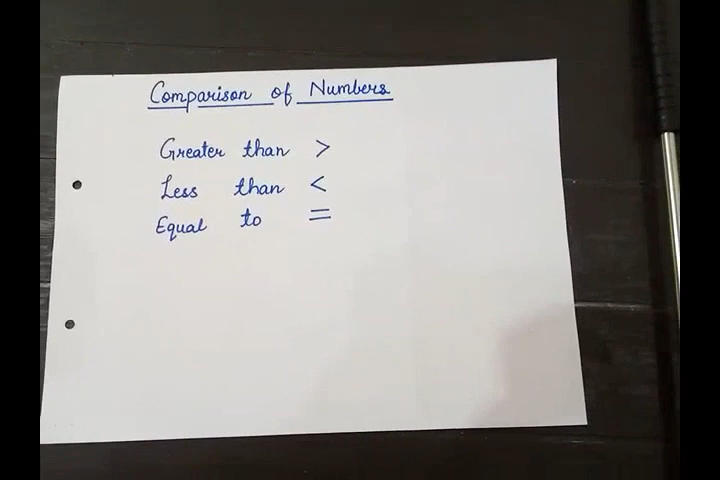 Comparison of Numbers
Greater than >
Less than <
Equal to =